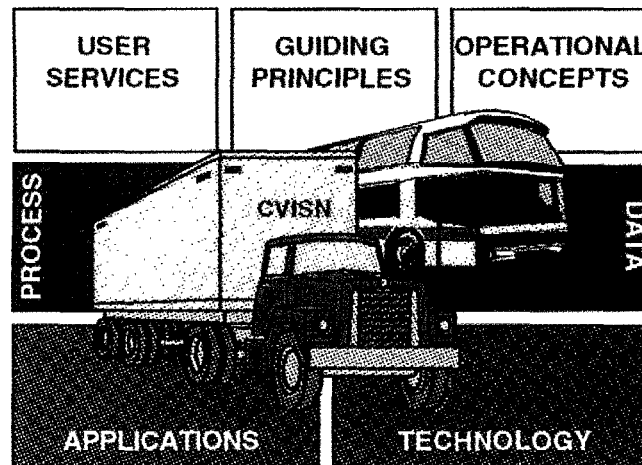 USER
SERVICES
GUIDING
PRINCIPLES
OPERATIONAL
CONCEPTS
PROCESS
CVISN
DATA
APPLICATIONS
TECHNOLOGY